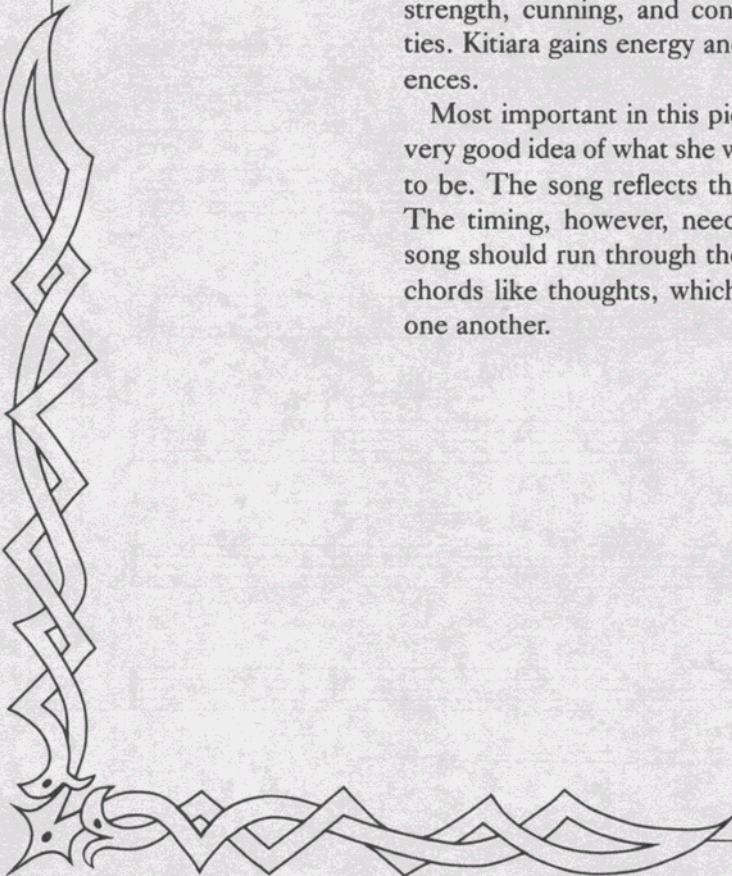 strength, cunning, and con
ties. Kitiara gains energy an
ences.
Most important in this pi
very good idea of what she w
to be. The song reflects th
The timing, however, need
song should run through th
chords like thoughts, which
one another.